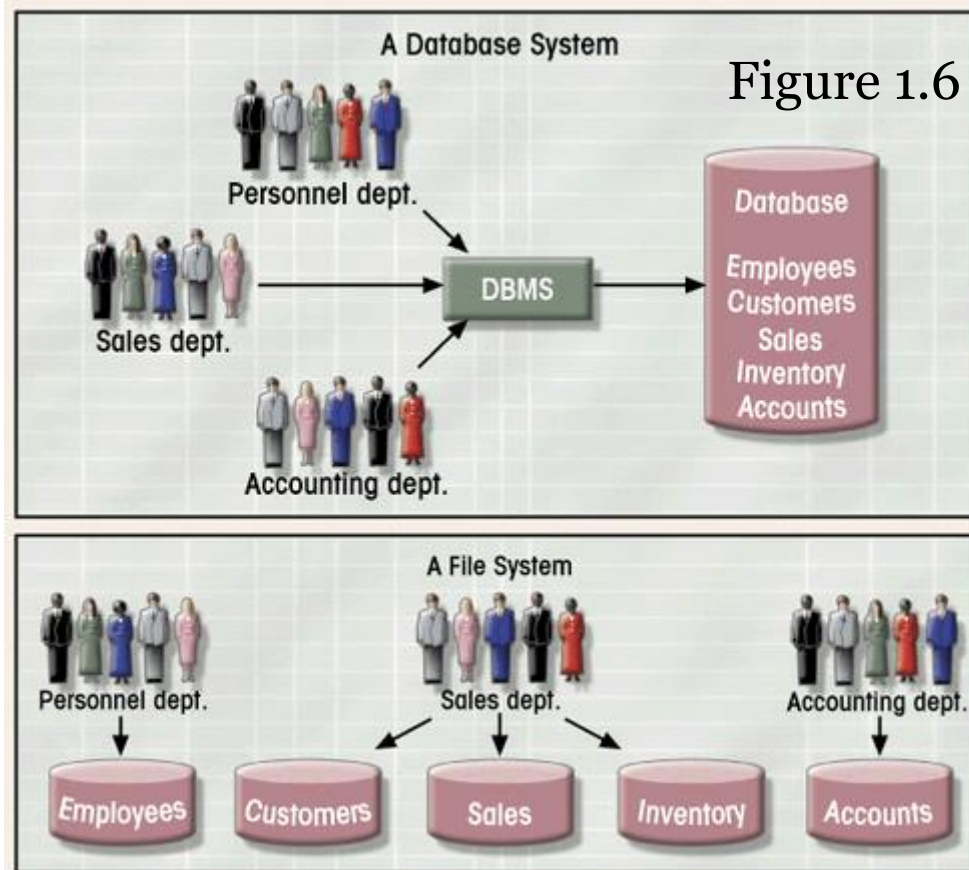 A Database System
Figure 1.6
Personnel dept.
Sales dept.
Accounting dept.
DBMS
Database
Employees
Customers
Sales
Inventory
Accounts
A File System
Personnel dept.
Sales dept.
Accounting dept.
Employees
Customers
Sales
Inventory
Accounts